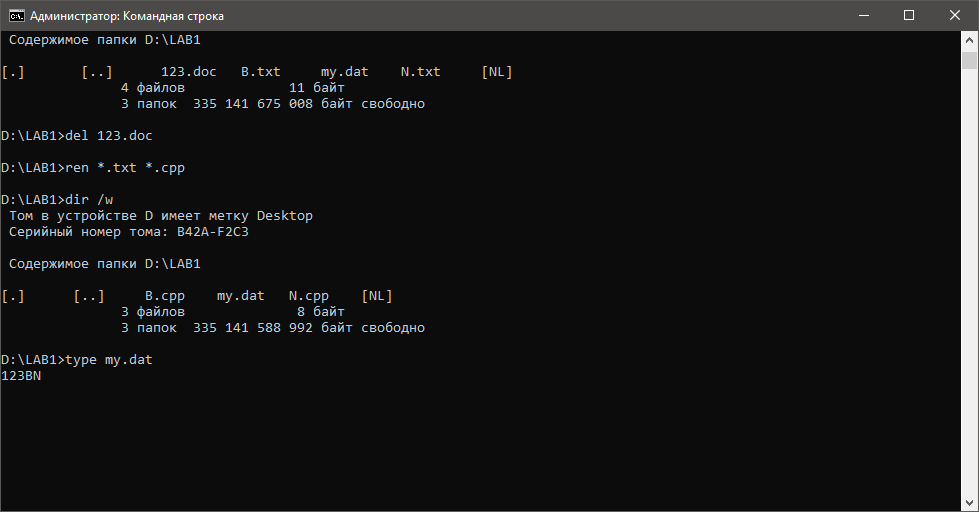 Администратор: Командная строка
Содержимое папки D:\LAB1
[.] [..] 123.doc B.txt my.dat N.txt [NL]
4 файлов 11 байт
3 папок 335 141 675 008 байт свободно
D:\LAB1>del 123.doc
D:\LAB1>ren *.txt *.cpp
D:\LAB1>dir /w
Том в устройстве D имеет метку Desktop
Серийный номер тома: B42A-F2C3
Содержимое папки D:\LAB1
[.] [..] B.cpp my.dat N.cpp [NL]
3 файлов 8 байт
3 папок 335 141 588 992 байт свободно
D:\LAB1>type my.dat
123BN